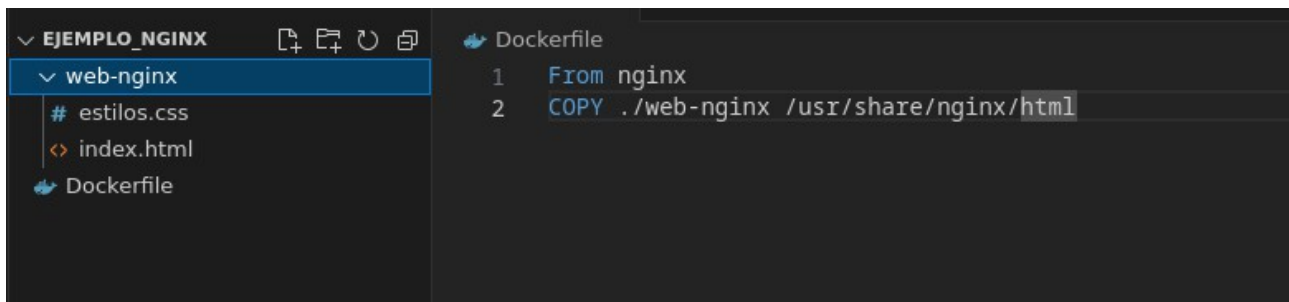 EJEMPLO_NGINX
web-nginx
# estilos.css
<> index.html
Dockerfile
Dockerfile
1 From nginx
2 COPY ./web-nginx /usr/share/nginx/html